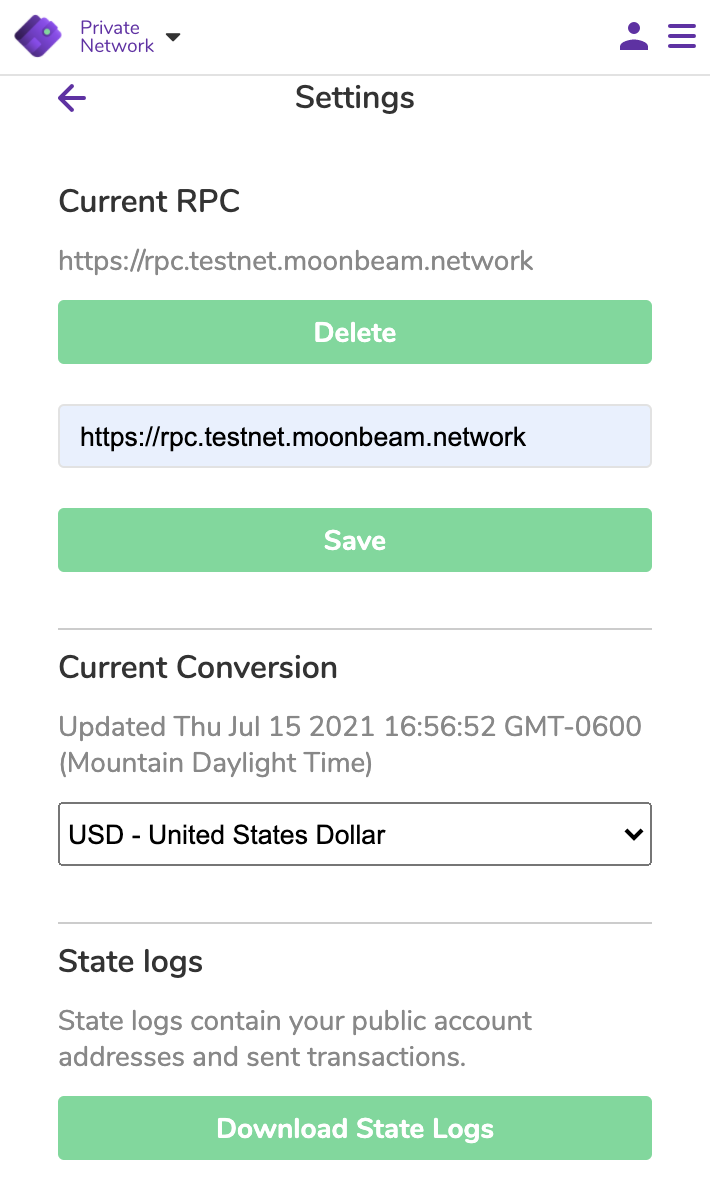 Private
Network
Settings
Current RPC
https://rpc.testnet.moonbeam.network
Delete
https://rpc.testnet.moonbeam.network
Save
Current Conversion
Updated Thu Jul 15 2021 16:56:52 GMT-0600
(Mountain Daylight Time)
USD - United States Dollar
State logs
State logs contain your public account
addresses and sent transactions.
Download State Logs